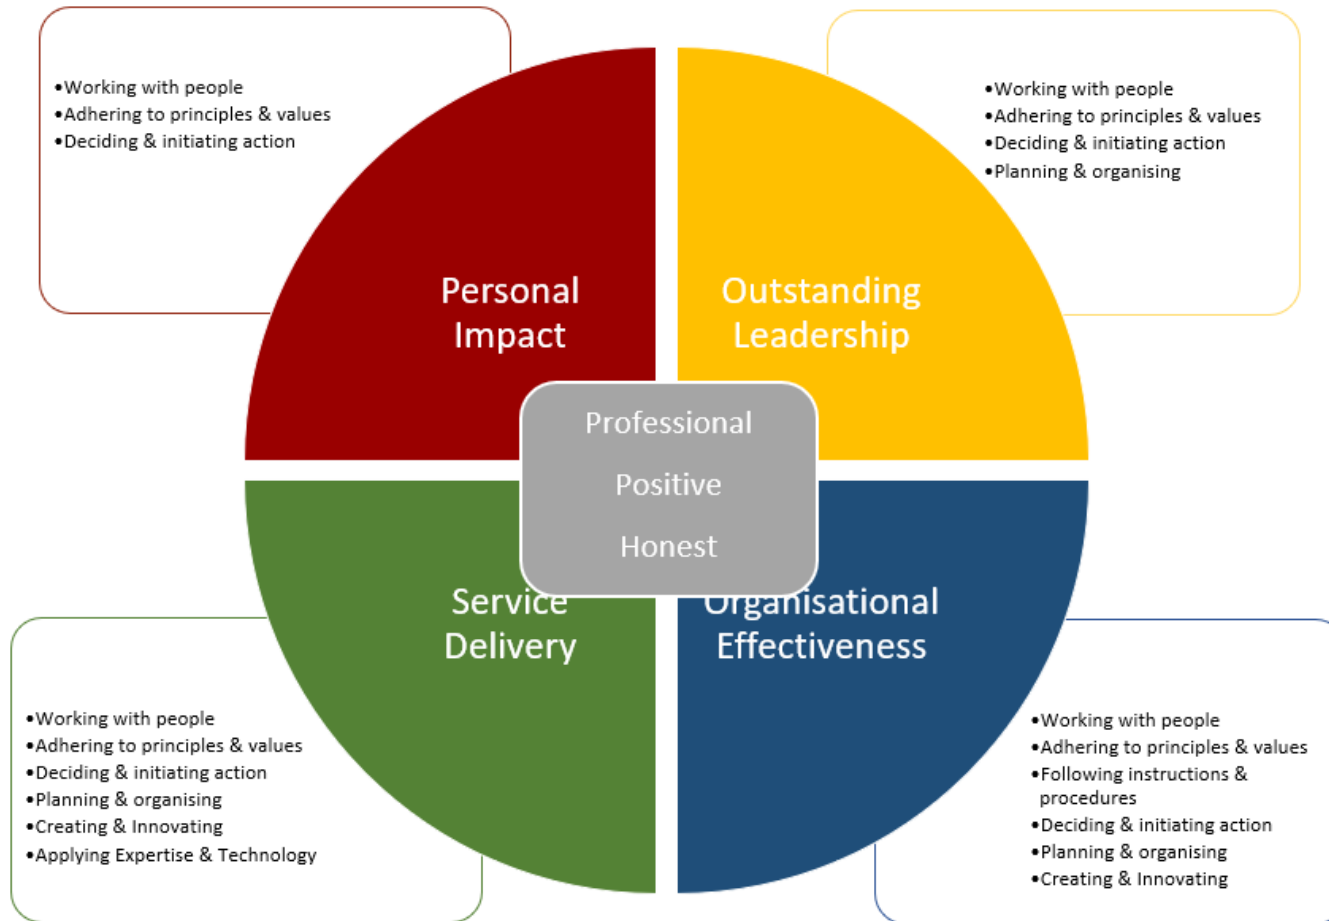 •Working with people
•Adhering to principles & values
•Deciding & initiating action
•Working with people
•Adhering to principles & values
•Deciding & initiating action
•Planning & organising
Personal
Impact
Outstanding
Leadership
Professional
Positive
Honest
Service
Delivery
Organisational
Effectiveness
•Working with people
•Adhering to principles & values
•Deciding & initiating action
•Planning & organising
•Creating & Innovating
•Applying Expertise & Technology
•Working with people
•Adhering to principles & values
•Following instructions &
procedures
•Deciding & initiating action
•Planning & organising
•Creating & Innovating